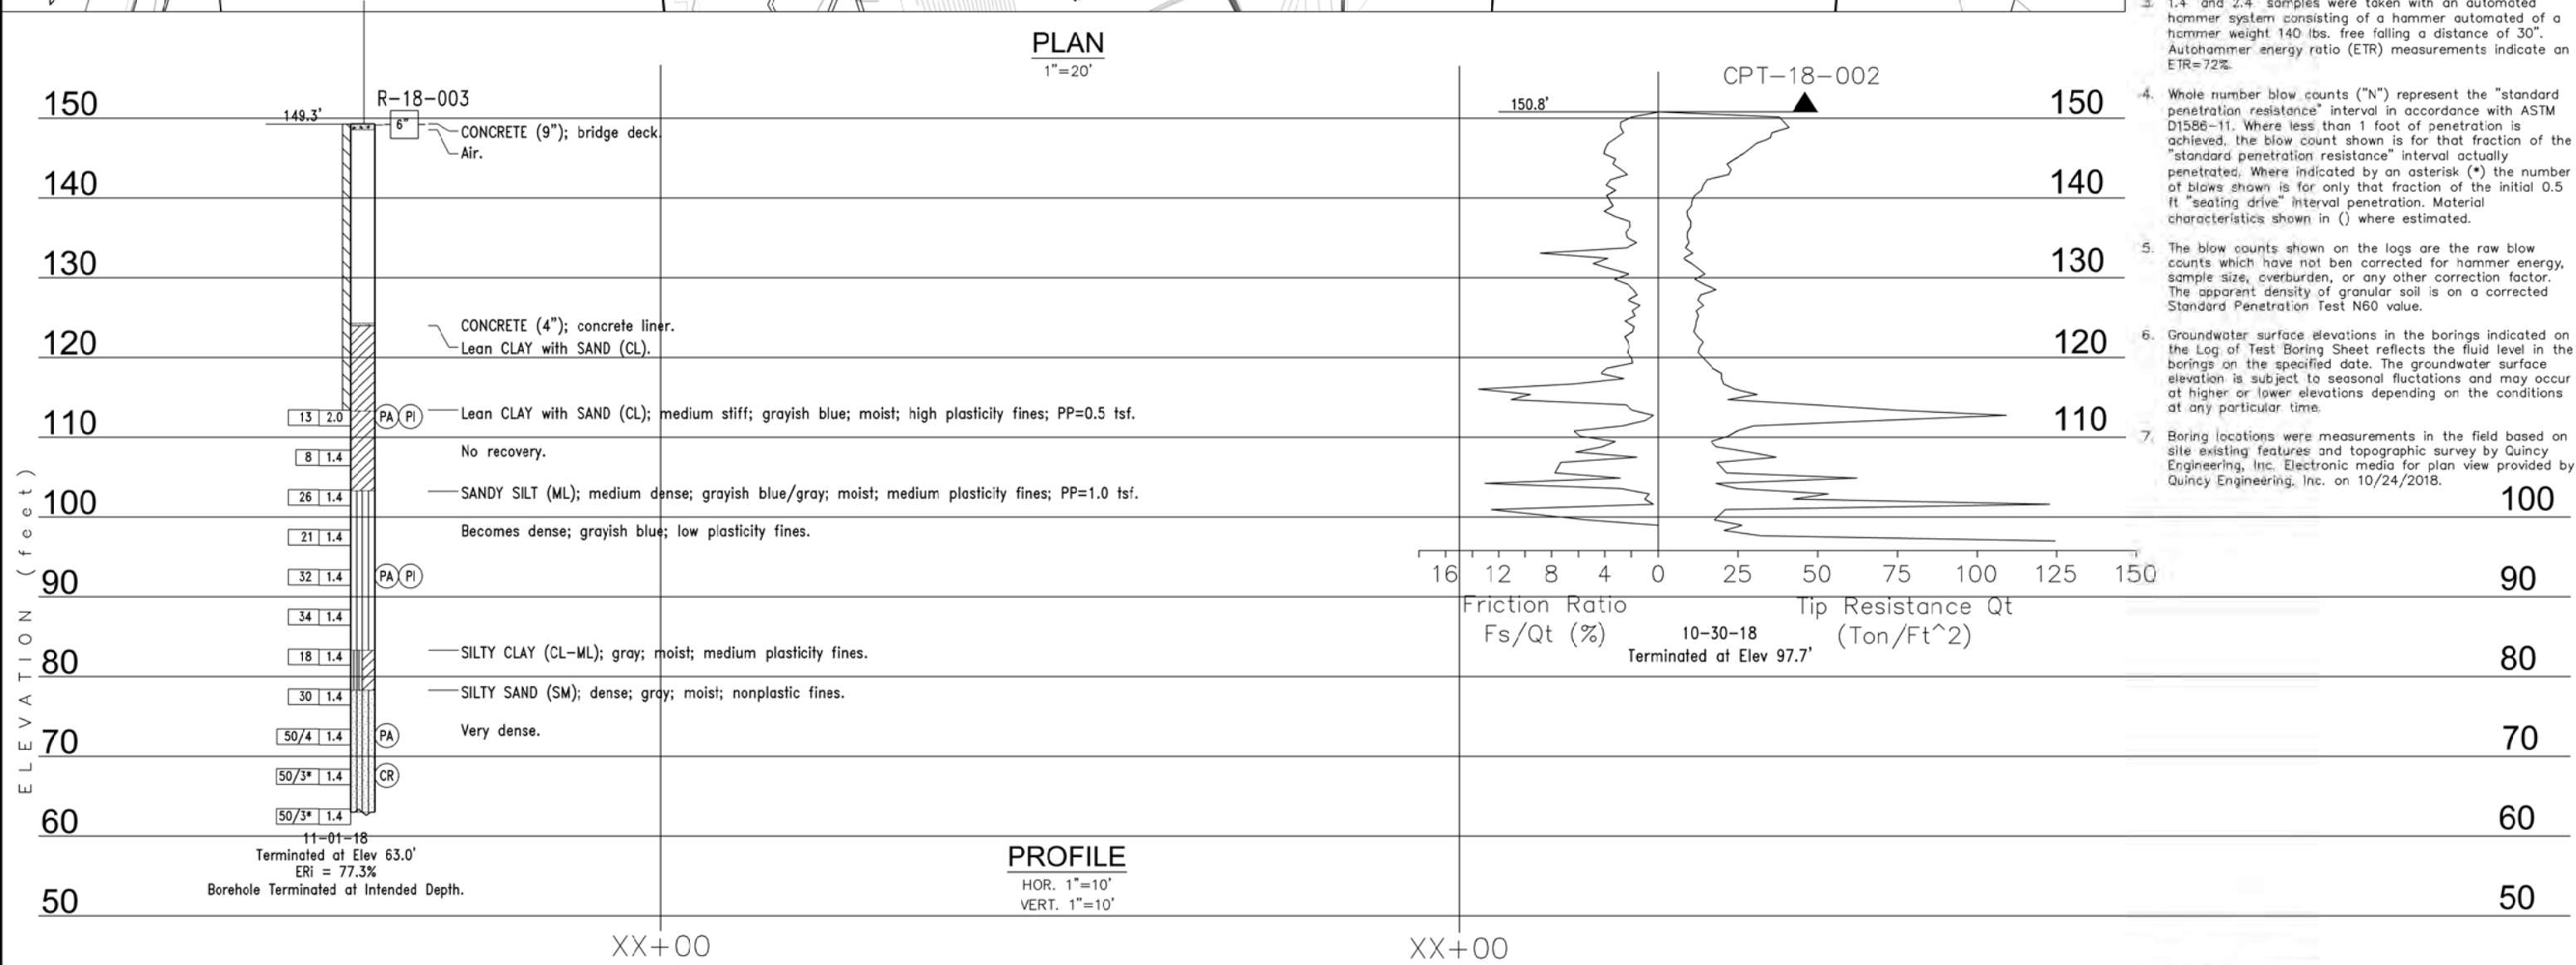 PLAN
1"=20'
3. 1.4" and 2.4" samples were taken with an automated
hammer system consisting of a hammer automated of a
hammer weight 140 lbs. free falling a distance of 30".
Autohammer energy ratio (ETR) measurements indicate an
ETR=72%.
4. Whole number blow counts ("N") represent the "standard
penetration resistance" interval in accordance with ASTM
D1586-11. Where less than 1 foot of penetration is
achieved, the blow count shown is for that fraction of the
"standard penetration resistance" interval actually
penetrated. Where indicated by an asterisk (*) the number
of blows shown is for only that fraction of the initial 0.5
ft "seating drive" interval penetration. Material
characteristics shown in () where estimated.
5. The blow counts shown on the logs are the raw blow
counts which have not ben corrected for hammer energy,
sample size, overburden, or any other correction factor.
The apparent density of granular soil is on a corrected
Standard Penetration Test N60 value.
6. Groundwater surface elevations in the borings indicated on
the Log of Test Boring Sheet reflects the fluid level in the
borings on the specified date. The groundwater surface
elevation is subject to seasonal fluctations and may occur
at higher or lower elevations depending on the conditions
at any particular time.
7. Boring locations were measurements in the field based on
site existing features and topographic survey by Quincy
Engineering, Inc. Electronic media for plan view provided by
Quincy Engineering, Inc. on 10/24/2018.
ELEVATION (feet)
150
140
130
120
110
100
90
80
70
60
50
149.3'
R-18-003
6"
CONCRETE (9"); bridge deck.
Air.
CONCRETE (4"); concrete liner.
Lean CLAY with SAND (CL).
13 2.0 PA PI Lean CLAY with SAND (CL); medium stiff; grayish blue; moist; high plasticity fines; PP=0.5 tsf.
8 1.4 No recovery.
26 1.4 SANDY SILT (ML); medium dense; grayish blue/gray; moist; medium plasticity fines; PP=1.0 tsf.
21 1.4 Becomes dense; grayish blue; low plasticity fines.
32 1.4 PA PI
34 1.4
18 1.4 SILTY CLAY (CL-ML); gray; moist; medium plasticity fines.
30 1.4 SILTY SAND (SM); dense; gray; moist; nonplastic fines.
50/4 1.4 PA Very dense.
50/3* 1.4 CR
50/3* 1.4
11-01-18
Terminated at Elev 63.0'
ERi = 77.3%
Borehole Terminated at Intended Depth.
CPT-18-002
150.8'
150
140
130
120
110
100
90
80
70
60
50
16 12 8 4 0 25 50 75 100 125 150
Friction Ratio
Fs/Qt (%)
Tip Resistance Qt
(Ton/Ft^2)
10-30-18
Terminated at Elev 97.7'
PROFILE
HOR. 1"=10'
VERT. 1"=10'
XX+00
XX+00